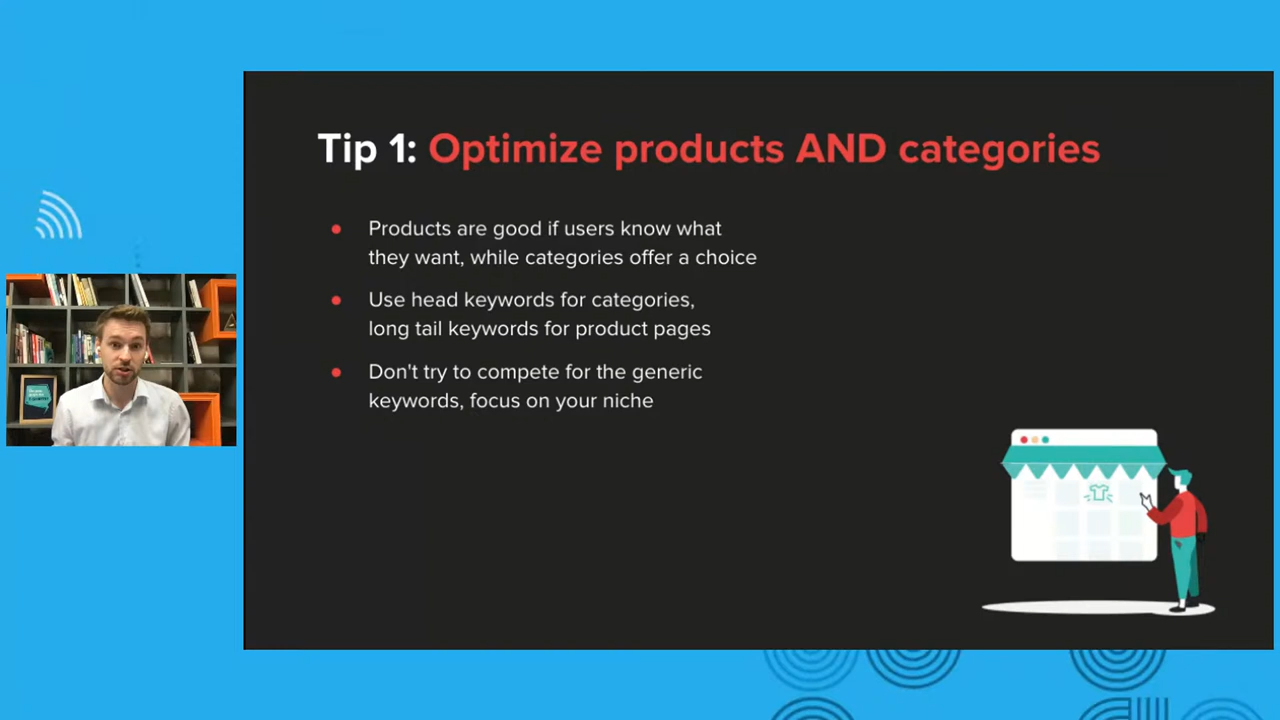 Tip 1: Optimize products AND categories
Products are good if users know what
they want, while categories offer a choice
Use head keywords for categories,
long tail keywords for product pages
Don't try to compete for the generic
keywords, focus on your niche